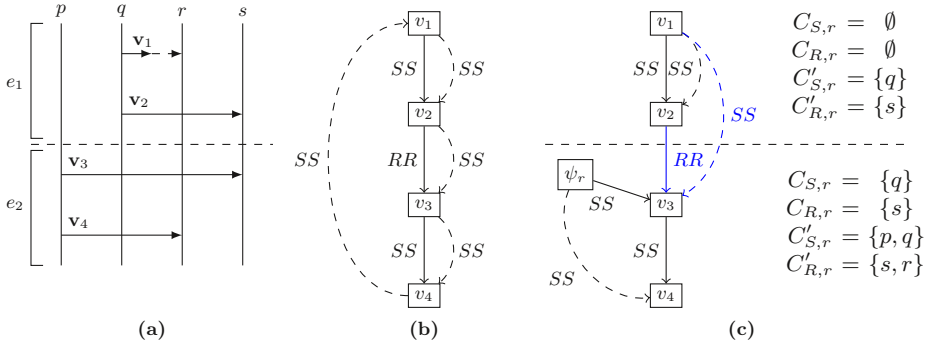 p q r s
e₁
v₁
v₂
e₂
v₃
v₄
(a)
v₁
SS SS
v₂
SS RR SS
v₃
SS SS
v₄
(b)
v₁
SS SS
v₂
SS
RR
ψᵣ
SS
v₃
SS
SS
v₄
(c)
C_{S,r} = ∅
C_{R,r} = ∅
C'_{S,r} = {q}
C'_{R,r} = {s}
C_{S,r} = {q}
C_{R,r} = {s}
C'_{S,r} = {p, q}
C'_{R,r} = {s, r}